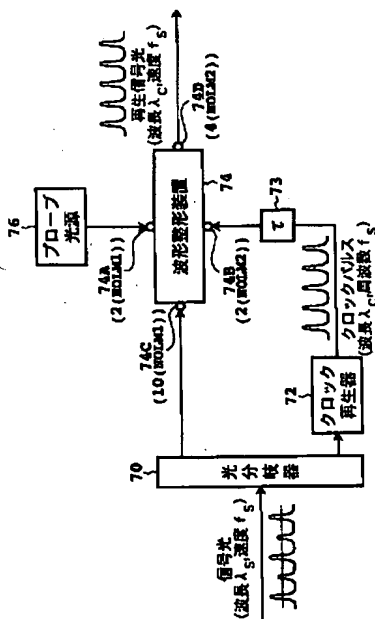 信号光
(波長λS,速度fS)
70
光分岐器
72
クロック
再生器
クロックパルス
(波長λC,周波数fS)
τ
73
76
プローブ
光源
74A
(2(NOLM1))
74C
(10(NOLM1))
74B
(2(NOLM2))
波形整形装置
74
74D
(4(NOLM2))
再生信号光
(波長λC,速度fS)